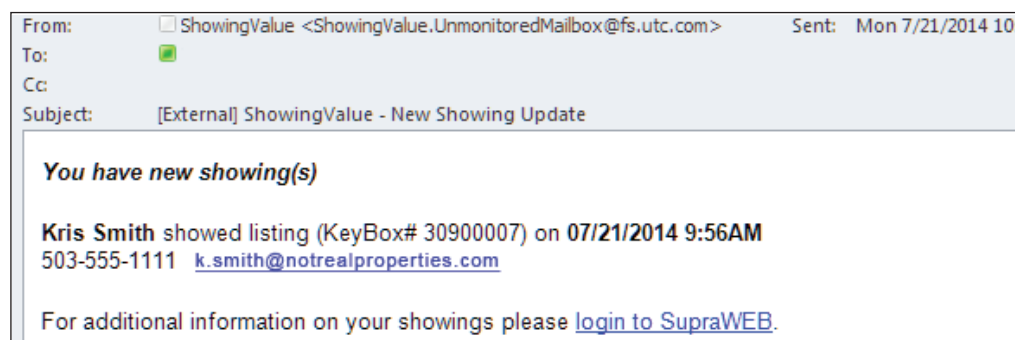 From: ShowingValue <ShowingValue.UnmonitoredMailbox@fs.utc.com> Sent: Mon 7/21/2014 10
To:
Cc:
Subject: [External] ShowingValue - New Showing Update
You have new showing(s)
Kris Smith showed listing (KeyBox# 30900007) on 07/21/2014 9:56AM
503-555-1111 k.smith@notrealproperties.com
For additional information on your showings please login to SupraWEB.